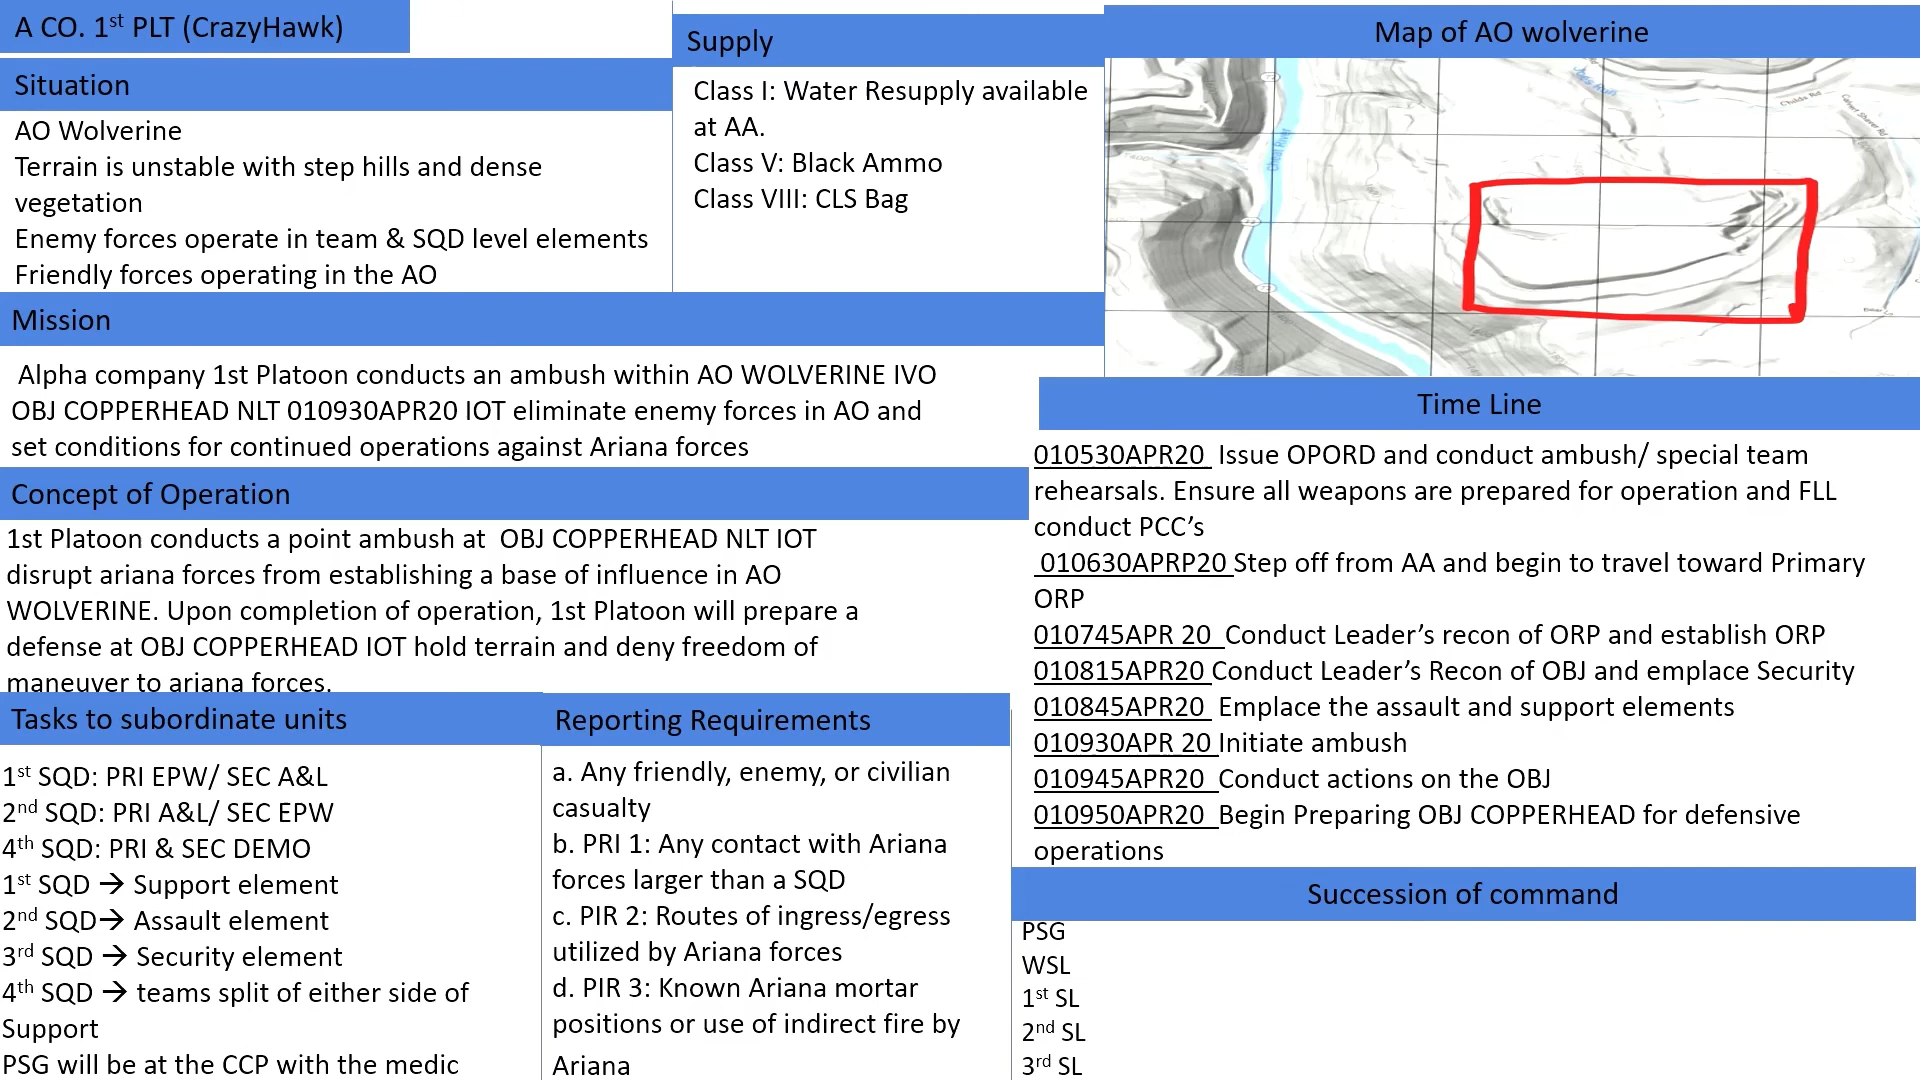 A CO. 1st PLT (CrazyHawk)
Situation
AO Wolverine
Terrain is unstable with step hills and dense
vegetation
Enemy forces operate in team & SQD level elements
Friendly forces operating in the AO
Supply
Class I: Water Resupply available
at AA.
Class V: Black Ammo
Class VIII: CLS Bag
Map of AO wolverine
Childs Rd
Cheat River
Mission
Alpha company 1st Platoon conducts an ambush within AO WOLVERINE IVO
OBJ COPPERHEAD NLT 010930APR20 IOT eliminate enemy forces in AO and
set conditions for continued operations against Ariana forces
Concept of Operation
1st Platoon conducts a point ambush at OBJ COPPERHEAD NLT IOT
disrupt ariana forces from establishing a base of influence in AO
WOLVERINE. Upon completion of operation, 1st Platoon will prepare a
defense at OBJ COPPERHEAD IOT hold terrain and deny freedom of
maneuver to ariana forces.
Time Line
010530APR20 Issue OPORD and conduct ambush/ special team
rehearsals. Ensure all weapons are prepared for operation and FLL
conduct PCC’s
010630APRP20 Step off from AA and begin to travel toward Primary
ORP
010745APR 20 Conduct Leader’s recon of ORP and establish ORP
010815APR20 Conduct Leader’s Recon of OBJ and emplace Security
010845APR20 Emplace the assault and support elements
010930APR 20 Initiate ambush
010945APR20 Conduct actions on the OBJ
010950APR20 Begin Preparing OBJ COPPERHEAD for defensive
operations
Tasks to subordinate units
1st SQD: PRI EPW/ SEC A&L
2nd SQD: PRI A&L/ SEC EPW
4th SQD: PRI & SEC DEMO
1st SQD → Support element
2nd SQD→ Assault element
3rd SQD → Security element
4th SQD → teams split of either side of
Support
PSG will be at the CCP with the medic
Reporting Requirements
a. Any friendly, enemy, or civilian
casualty
b. PRI 1: Any contact with Ariana
forces larger than a SQD
c. PIR 2: Routes of ingress/egress
utilized by Ariana forces
d. PIR 3: Known Ariana mortar
positions or use of indirect fire by
Ariana
Succession of command
PSG
WSL
1st SL
2nd SL
3rd SL